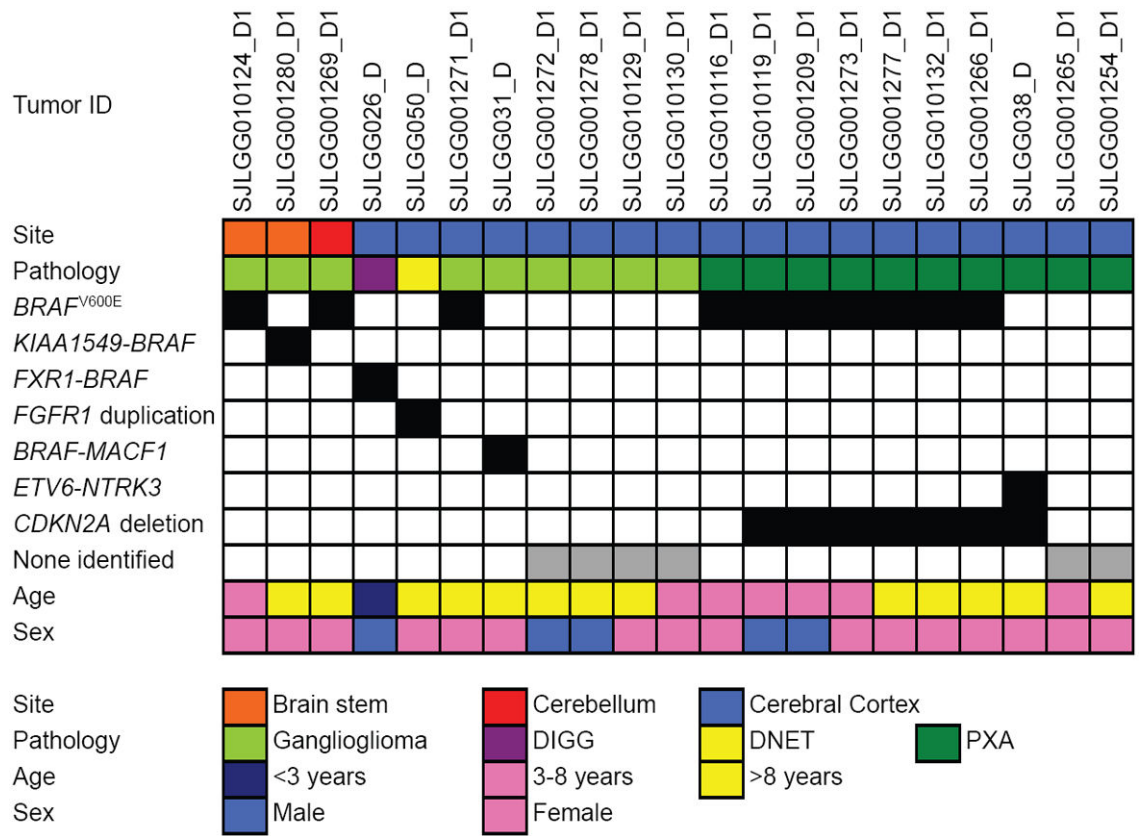 Tumor ID
SJLGG010124_D1
SJLGG001280_D1
SJLGG001269_D1
SJLGG026_D
SJLGG050_D
SJLGG001271_D1
SJLGG031_D
SJLGG001272_D1
SJLGG001278_D1
SJLGG010129_D1
SJLGG010130_D1
SJLGG010116_D1
SJLGG010119_D1
SJLGG001209_D1
SJLGG001273_D1
SJLGG001277_D1
SJLGG010132_D1
SJLGG001266_D1
SJLGG038_D
SJLGG001265_D1
SJLGG001254_D1
Site
Pathology
BRAF^V600E
KIAA1549-BRAF
FXR1-BRAF
FGFR1 duplication
BRAF-MACF1
ETV6-NTRK3
CDKN2A deletion
None identified
Age
Sex
Site Brain stem Cerebellum Cerebral Cortex
Pathology Ganglioglioma DIGG DNET PXA
Age <3 years 3-8 years >8 years
Sex Male Female